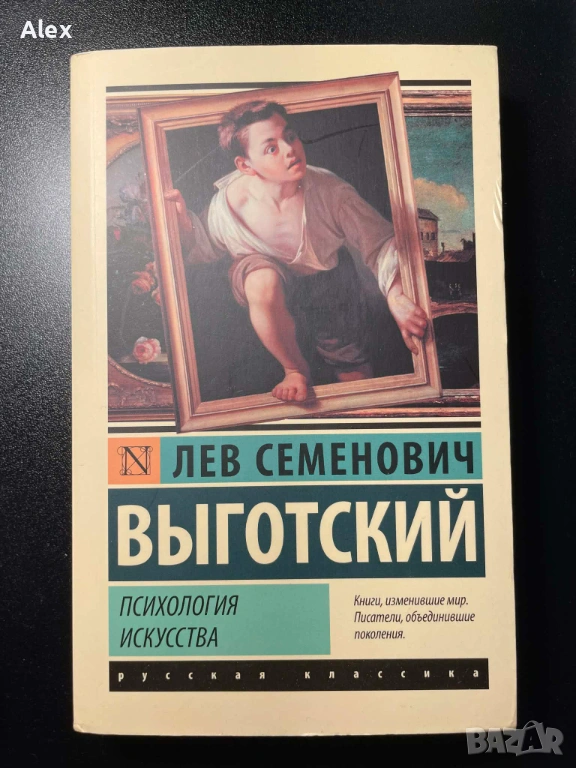 Alex
N
ЛЕВ СЕМЕНОВИЧ
ВЫГОТСКИЙ
ПСИХОЛОГИЯ
ИСКУССТВА
Книги, изменившие мир.
Писатели, объединившие
поколения.
русская классика
BAZAR